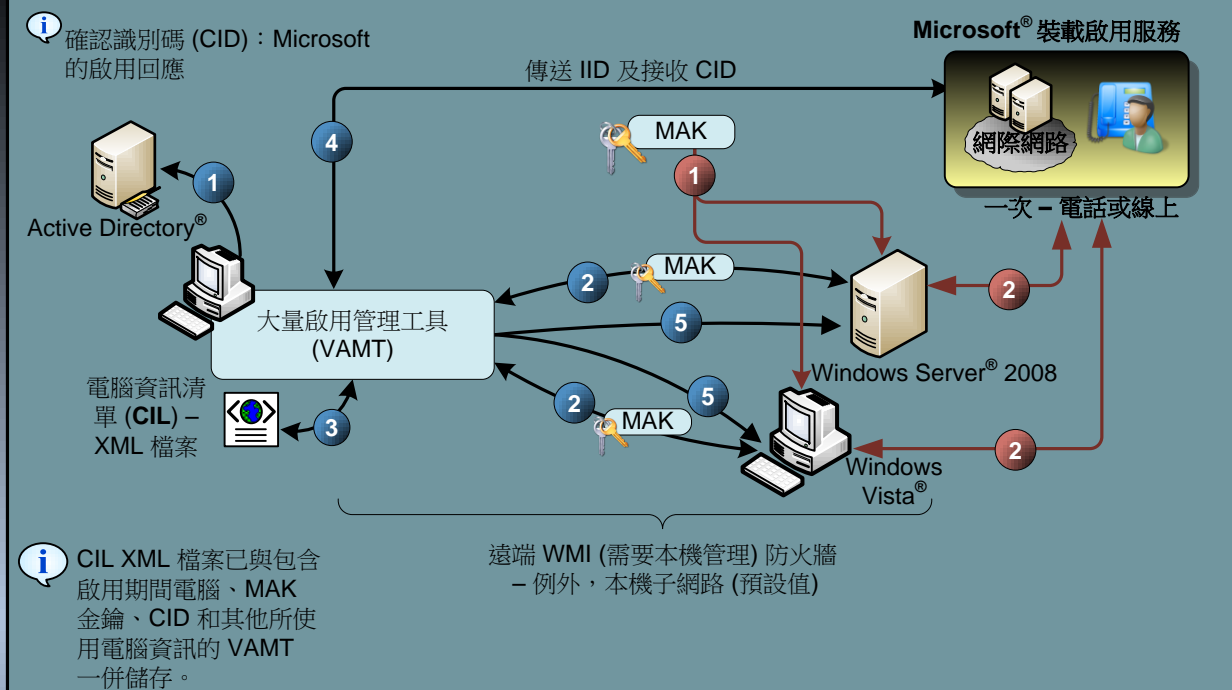 確認識別碼 (CID)：Microsoft
的啟用回應
Microsoft® 裝載啟用服務
傳送 IID 及接收 CID
網際網路
4
MAK
1
1
Active Directory®
一次 – 電話或線上
2
MAK
2
大量啟用管理工具
(VAMT)
5
Windows Server® 2008
電腦資訊清
單 (CIL) –
XML 檔案
3
2
MAK
5
2
Windows
Vista®
遠端 WMI (需要本機管理) 防火牆
– 例外，本機子網路 (預設值)
CIL XML 檔案已與包含
啟用期間電腦、MAK
金鑰、CID 和其他所使
用電腦資訊的 VAMT
一併儲存。